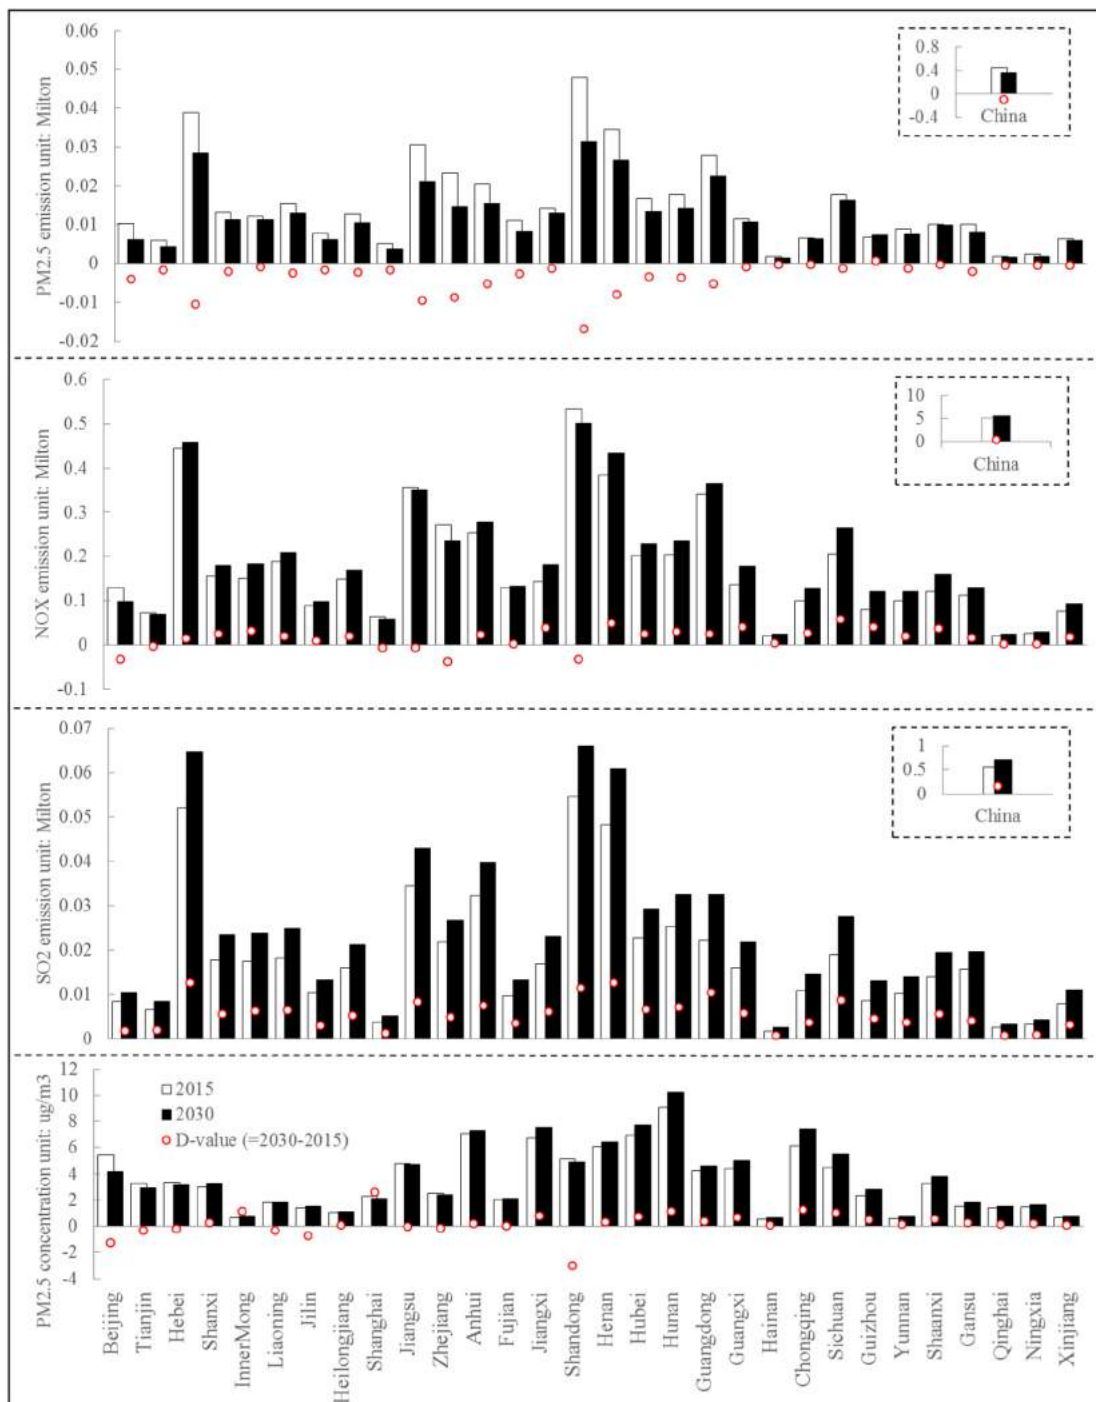 PM2.5 emission unit: Milton
0.06
0.05
0.04
0.03
0.02
0.01
0
-0.01
-0.02
0.8
0.4
0
-0.4
China
NOX emission unit: Milton
0.6
0.5
0.4
0.3
0.2
0.1
0
-0.1
10
5
0
China
SO2 emission unit: Milton
0.07
0.06
0.05
0.04
0.03
0.02
0.01
0
1
0.5
0
China
PM2.5 concentration unit: ug/m3
12
10
8
6
4
2
0
-2
-4
2015
2030
D-value (=2030-2015)
Beijing
Tianjin
Hebei
Shanxi
InnerMong
Liaoning
Jilin
Heilongjiang
Shanghai
Jiangsu
Zhejiang
Anhui
Fujian
Jiangxi
Shandong
Henan
Hubei
Hunan
Guangdong
Guangxi
Hainan
Chongqing
Sichuan
Guizhou
Yunnan
Shaanxi
Gansu
Qinghai
Ningxia
Xinjiang